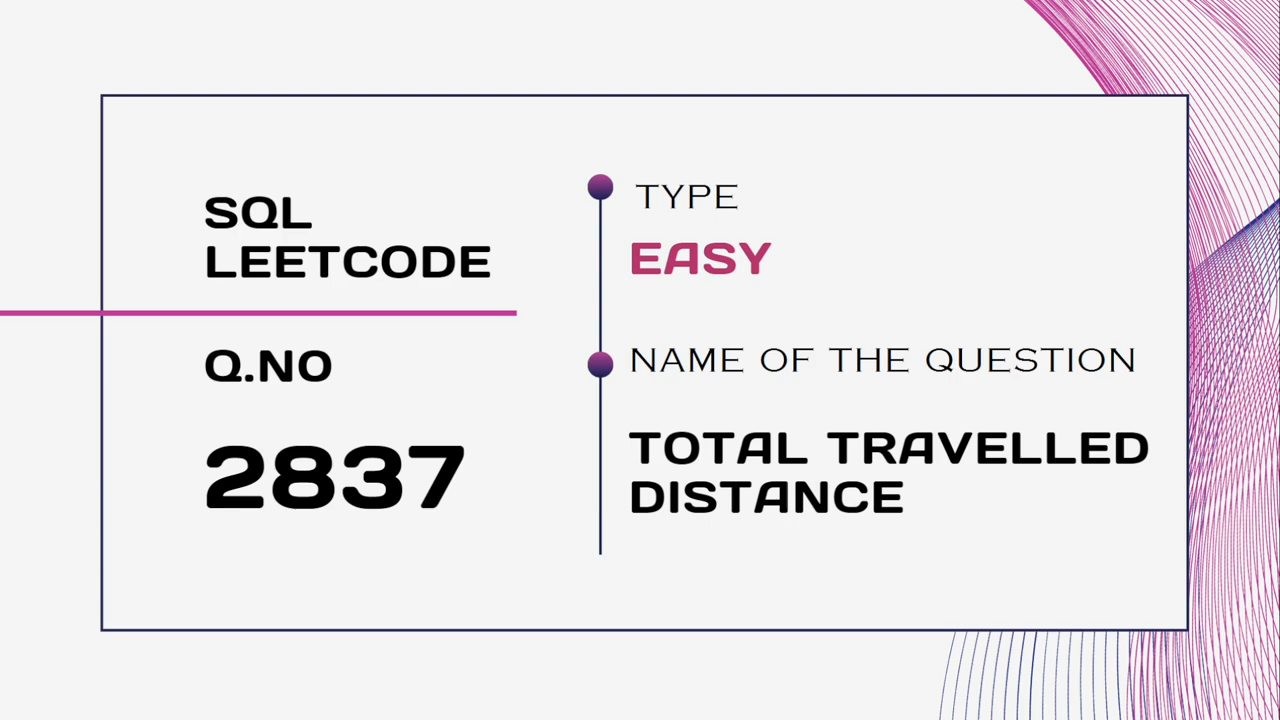 SQL
LEETCODE
Q.NO
2837
TYPE
EASY
NAME OF THE QUESTION
TOTAL TRAVELLED
DISTANCE